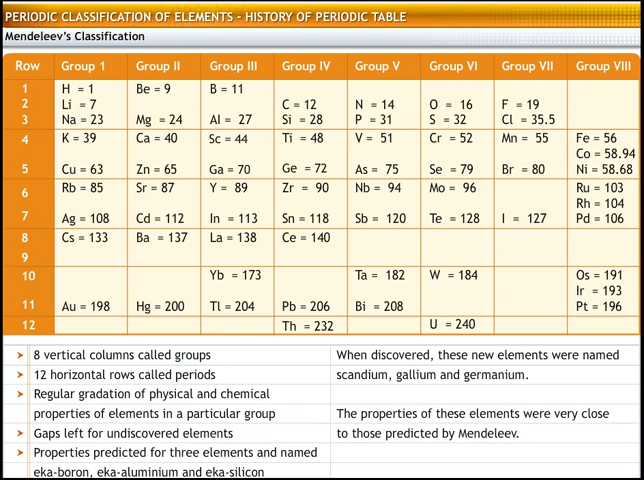 PERIODIC CLASSIFICATION OF ELEMENTS - HISTORY OF PERIODIC TABLE
Mendeleev's Classification
Row Group 1 Group II Group III Group IV Group V Group VI Group VII Group VIII
1 H = 1 Be = 9 B = 11
2 Li = 7 C = 12 N = 14 O = 16 F = 19
3 Na = 23 Mg = 24 Al = 27 Si = 28 P = 31 S = 32 Cl = 35.5
4 K = 39 Ca = 40 Sc = 44 Ti = 48 V = 51 Cr = 52 Mn = 55 Fe = 56
Co = 58.94
5 Cu = 63 Zn = 65 Ga = 70 Ge = 72 As = 75 Se = 79 Br = 80 Ni = 58.68
6 Rb = 85 Sr = 87 Y = 89 Zr = 90 Nb = 94 Mo = 96 Ru = 103
Rh = 104
7 Ag = 108 Cd = 112 In = 113 Sn = 118 Sb = 120 Te = 128 I = 127 Pd = 106
8 Cs = 133 Ba = 137 La = 138 Ce = 140
9
10 Yb = 173 Ta = 182 W = 184 Os = 191
Ir = 193
11 Au = 198 Hg = 200 Tl = 204 Pb = 206 Bi = 208 Pt = 196
12 Th = 232 U = 240
8 vertical columns called groups
12 horizontal rows called periods
Regular gradation of physical and chemical
properties of elements in a particular group
Gaps left for undiscovered elements
Properties predicted for three elements and named
eka-boron, eka-aluminium and eka-silicon
When discovered, these new elements were named
scandium, gallium and germanium.
The properties of these elements were very close
to those predicted by Mendeleev.